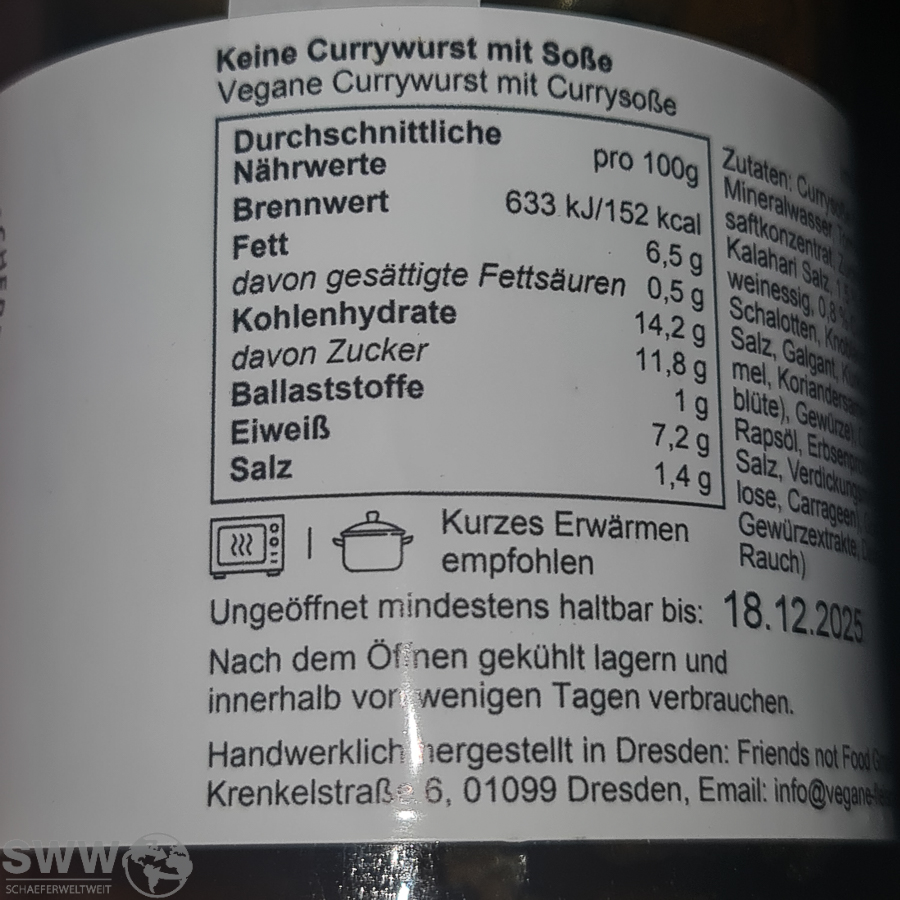 Keine Currywurst mit Soße
Vegane Currywurst mit Currysoße
Durchschnittliche
Nährwerte pro 100g
Brennwert 633 kJ/152 kcal
Fett 6,5 g
davon gesättigte Fettsäuren 0,5 g
Kohlenhydrate 14,2 g
davon Zucker 11,8 g
Ballaststoffe 1 g
Eiweiß 7,2 g
Salz 1,4 g
Zutaten:
Mineralwasser,
saftkonzentrat,
Kalahari Salz,
weinessig, 0,8
Schalotten,
Salz, Galgant,
mel,
blüte),
Rapsöl,
Salz,
lose, Carrageen
Gewürzextrakte,
Rauch)
Kurzes Erwärmen
empfohlen
Ungeöffnet mindestens haltbar bis: 18.12.2025
Nach dem Öffnen gekühlt lagern und
innerhalb von wenigen Tagen verbrauchen.
Handwerklich hergestellt in Dresden: Friends not Food
Krenkelstraße 6, 01099 Dresden, Email:
SWW
SCHAEFERWELTWEIT